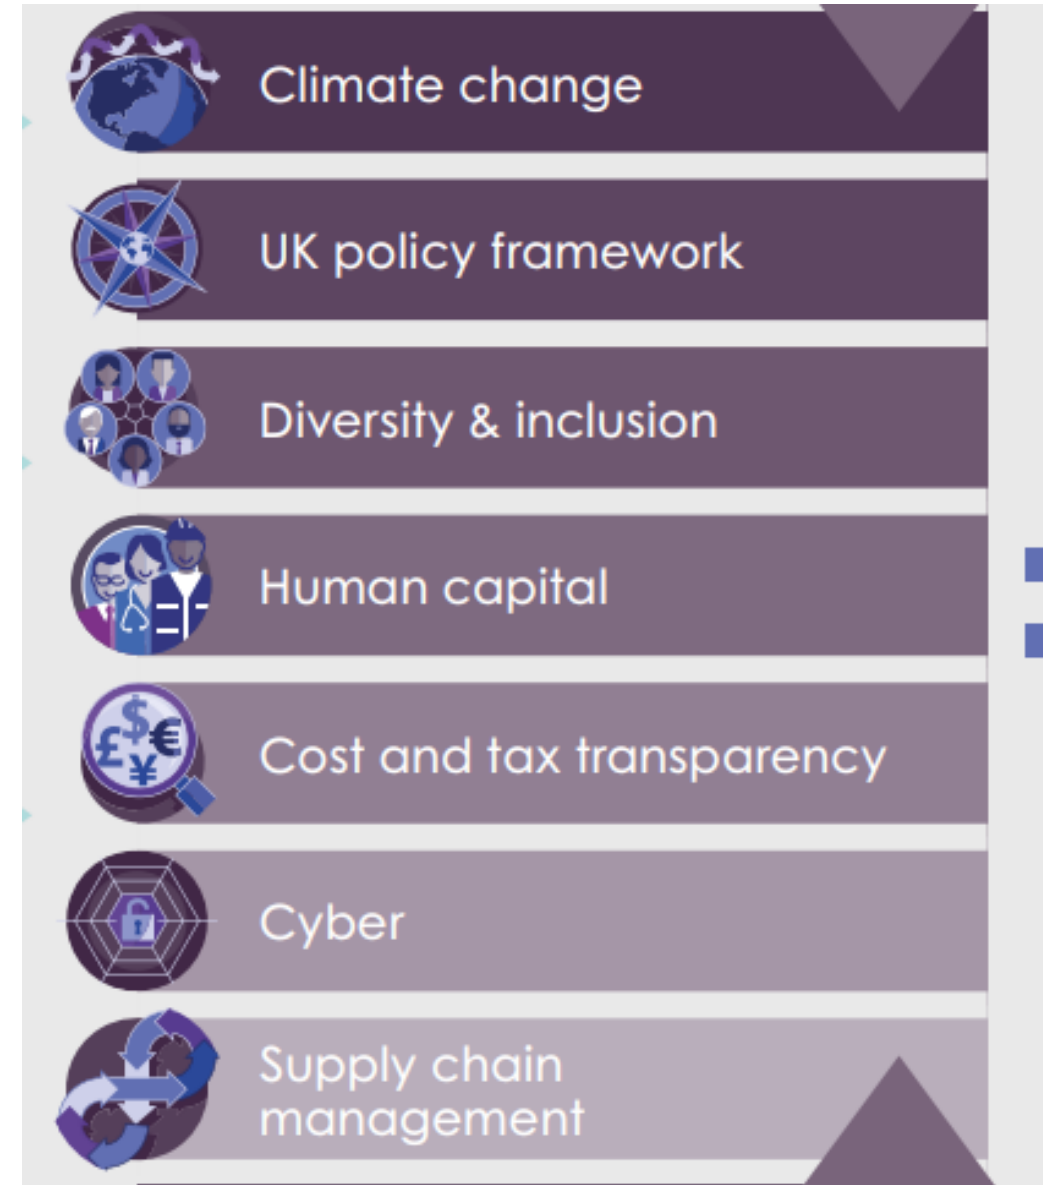 Climate change
UK policy framework
Diversity & inclusion
Human capital
£$€¥
Cost and tax transparency
Cyber
Supply chain
management